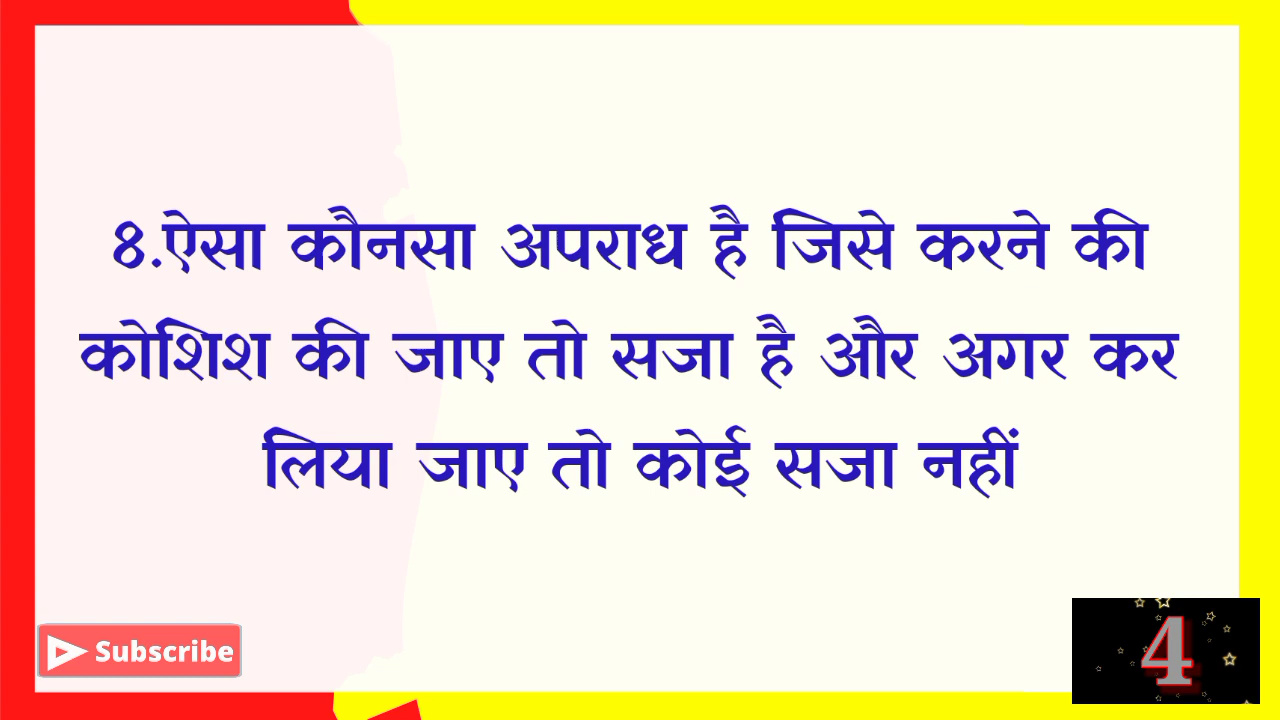 8.ऐसा कौनसा अपराध है जिसे करने की
कोशिश की जाए तो सजा है और अगर कर
लिया जाए तो कोई सजा नहीं
Subscribe
4